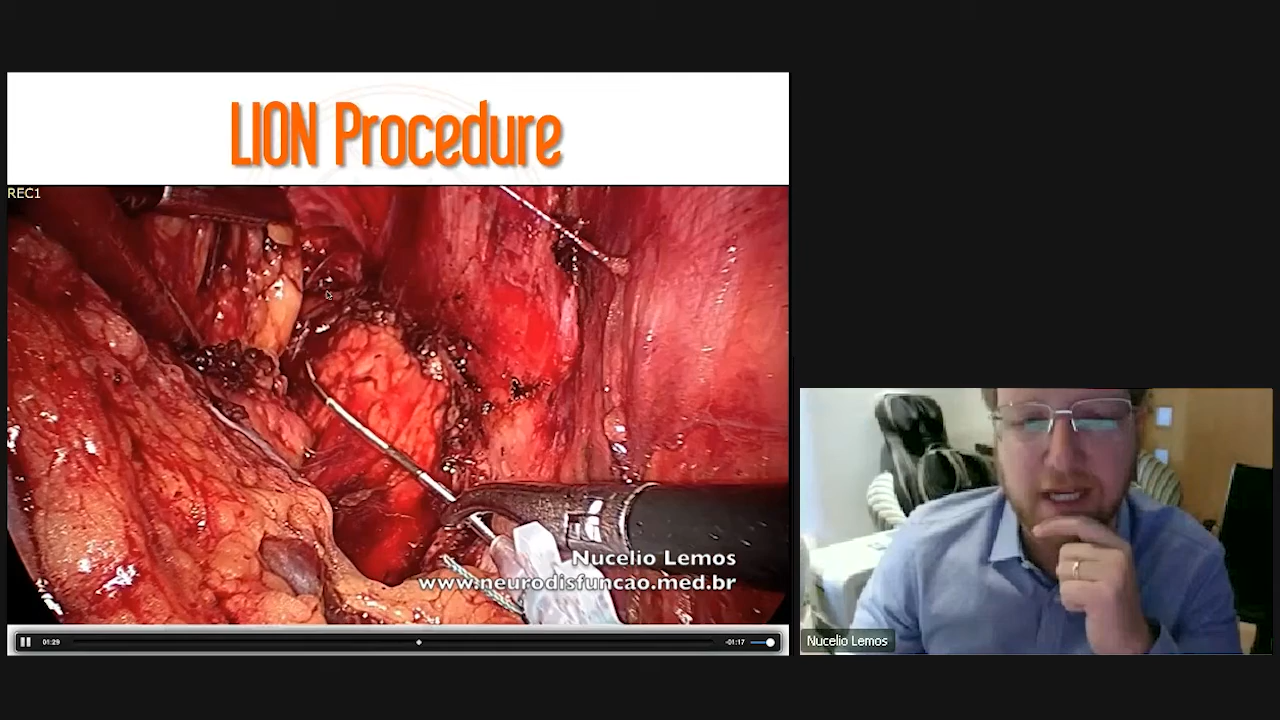 LION Procedure
REC1
Nucelio Lemos
www.neurodisfuncao.med.br
01:29
-01:17
Nucelio Lemos